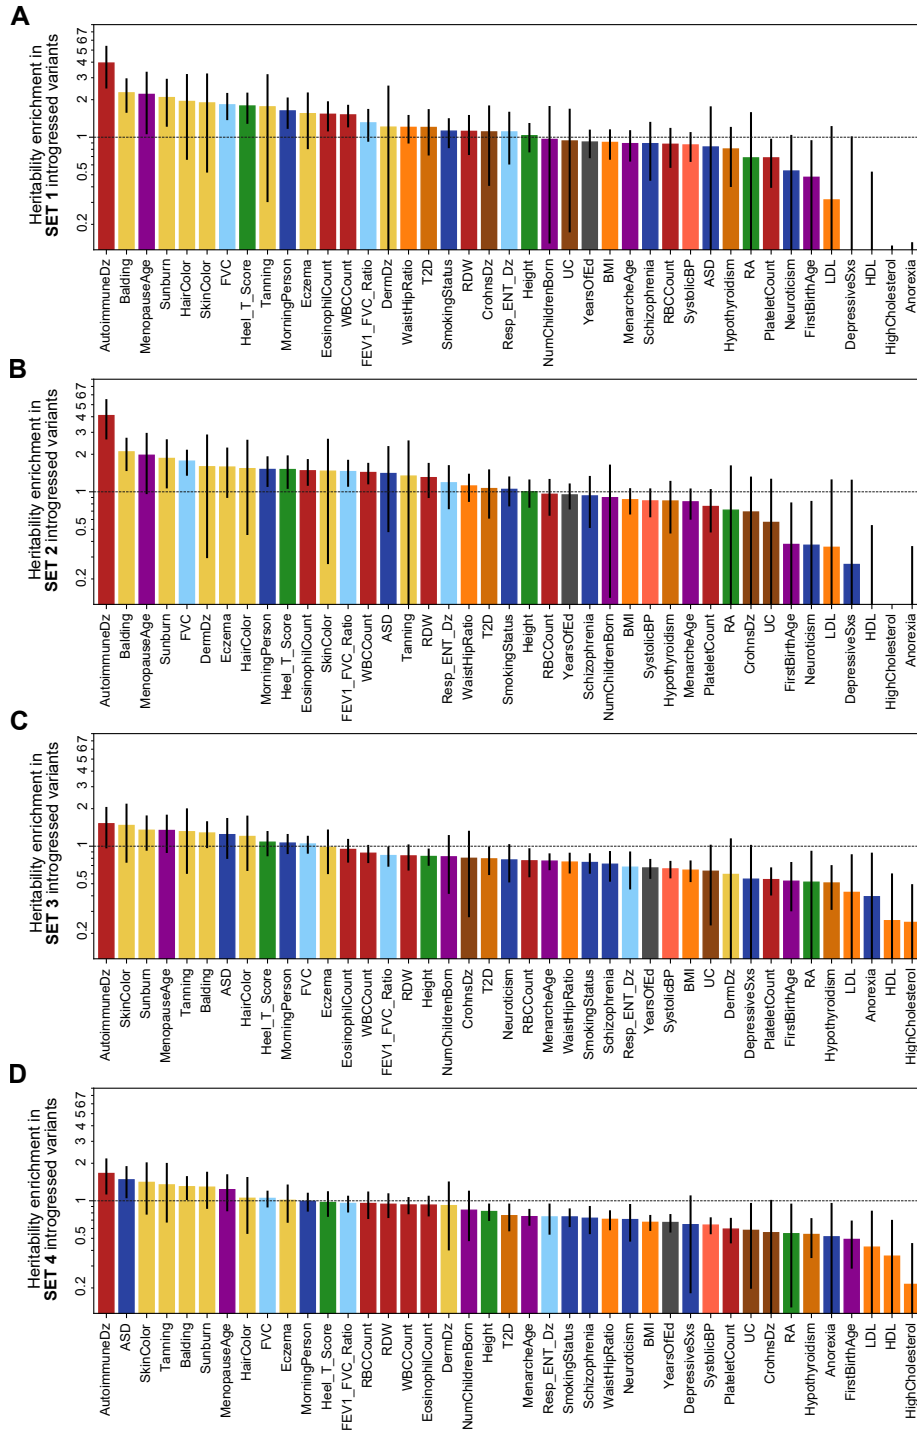 A
Heritability enrichment in
SET 1 introgressed variants
7
6
5
4
3
2
1
0.5
0.2
AutoimmuneDz
Balding
MenopauseAge
Sunburn
HairColor
SkinColor
FVC
Heel_T_Score
Tanning
MorningPerson
Eczema
EosinophilCount
WBCCount
FEV1_FVC_Ratio
DermDz
WaistHipRatio
T2D
SmokingStatus
RDW
CrohnsDz
Resp_ENT_Dz
Height
NumChildrenBorn
UC
YearsOfEd
BMI
MenarcheAge
Schizophrenia
RBCCount
SystolicBP
ASD
Hypothyroidism
RA
PlateletCount
Neuroticism
FirstBirthAge
LDL
DepressiveSxs
HDL
HighCholesterol
Anorexia
B
Heritability enrichment in
SET 2 introgressed variants
7
6
5
4
3
2
1
0.5
0.2
AutoimmuneDz
Balding
MenopauseAge
Sunburn
FVC
DermDz
Eczema
HairColor
MorningPerson
Heel_T_Score
EosinophilCount
SkinColor
FEV1_FVC_Ratio
WBCCount
ASD
Tanning
RDW
Resp_ENT_Dz
WaistHipRatio
T2D
SmokingStatus
Height
RBCCount
YearsOfEd
Schizophrenia
NumChildrenBorn
BMI
SystolicBP
Hypothyroidism
MenarcheAge
PlateletCount
RA
CrohnsDz
UC
FirstBirthAge
Neuroticism
LDL
DepressiveSxs
HDL
HighCholesterol
Anorexia
C
Heritability enrichment in
SET 3 introgressed variants
7
6
5
4
3
2
1
0.5
0.2
AutoimmuneDz
SkinColor
Sunburn
MenopauseAge
Tanning
Balding
ASD
HairColor
Heel_T_Score
MorningPerson
FVC
Eczema
EosinophilCount
WBCCount
FEV1_FVC_Ratio
RDW
Height
NumChildrenBorn
CrohnsDz
T2D
Neuroticism
RBCCount
MenarcheAge
WaistHipRatio
SmokingStatus
Schizophrenia
Resp_ENT_Dz
YearsOfEd
SystolicBP
BMI
UC
DermDz
DepressiveSxs
PlateletCount
FirstBirthAge
RA
Hypothyroidism
LDL
Anorexia
HDL
HighCholesterol
D
Heritability enrichment in
SET 4 introgressed variants
7
6
5
4
3
2
1
0.5
0.2
AutoimmuneDz
ASD
SkinColor
Tanning
Balding
Sunburn
MenopauseAge
HairColor
FVC
Eczema
MorningPerson
Heel_T_Score
FEV1_FVC_Ratio
RBCCount
RDW
WBCCount
EosinophilCount
DermDz
NumChildrenBorn
Height
T2D
MenarcheAge
Resp_ENT_Dz
SmokingStatus
Schizophrenia
WaistHipRatio
Neuroticism
BMI
YearsOfEd
DepressiveSxs
SystolicBP
PlateletCount
UC
CrohnsDz
RA
Hypothyroidism
Anorexia
FirstBirthAge
LDL
HDL
HighCholesterol